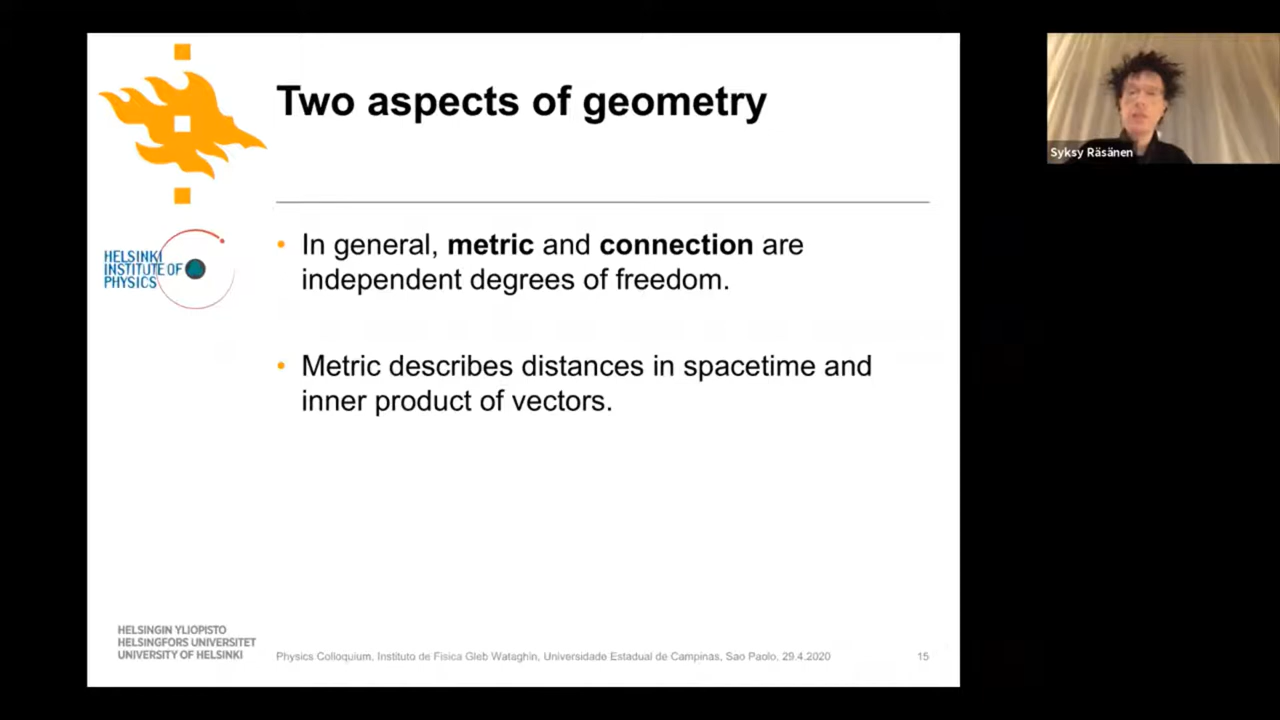 Two aspects of geometry
Syksy Räsänen
HELSINKI
INSTITUTE OF
PHYSICS
• In general, metric and connection are
independent degrees of freedom.
• Metric describes distances in spacetime and
inner product of vectors.
HELSINGIN YLIOPISTO
HELSINGFORS UNIVERSITET
UNIVERSITY OF HELSINKI
Physics Colloquium, Instituto de Fisica Gleb Wataghin, Universidade Estadual de Campinas, Sao Paolo, 29.4.2020
15